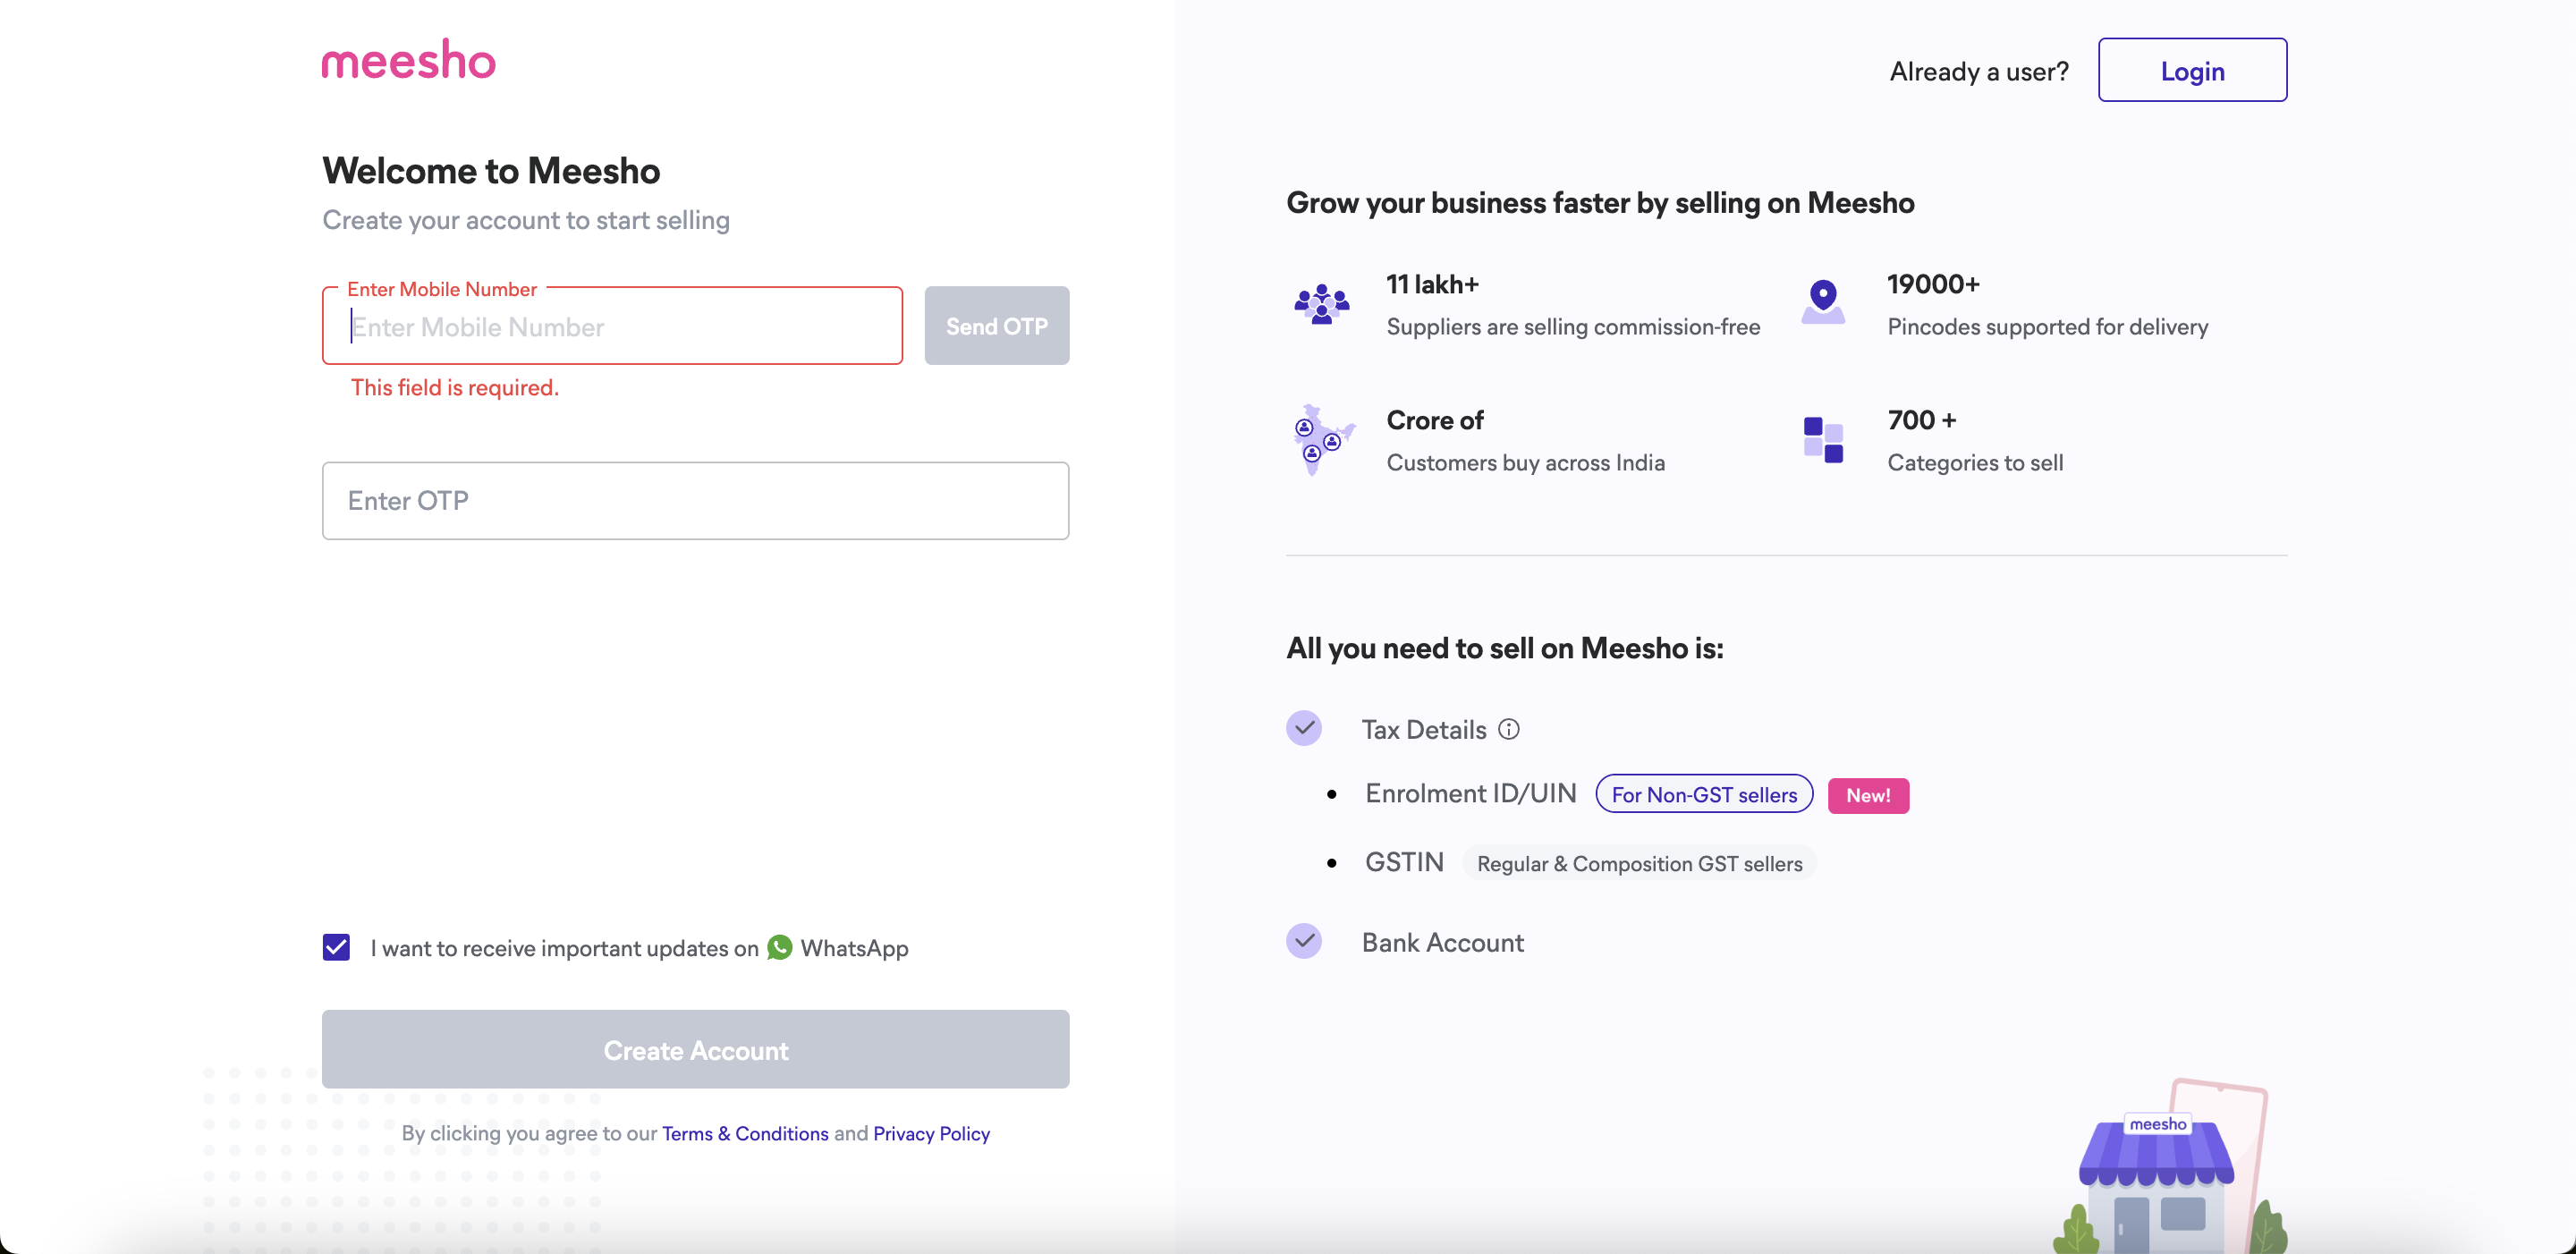 meesho
Already a user?
Login
Welcome to Meesho
Create your account to start selling
Enter Mobile Number
Enter Mobile Number
Send OTP
This field is required.
Enter OTP
I want to receive important updates on WhatsApp
Create Account
By clicking you agree to our Terms & Conditions and Privacy Policy
Grow your business faster by selling on Meesho
11 lakh+
Suppliers are selling commission-free
19000+
Pincodes supported for delivery
Crore of
Customers buy across India
700 +
Categories to sell
All you need to sell on Meesho is:
Tax Details
Enrolment ID/UIN For Non-GST sellers New!
GSTIN Regular & Composition GST sellers
Bank Account
meesho